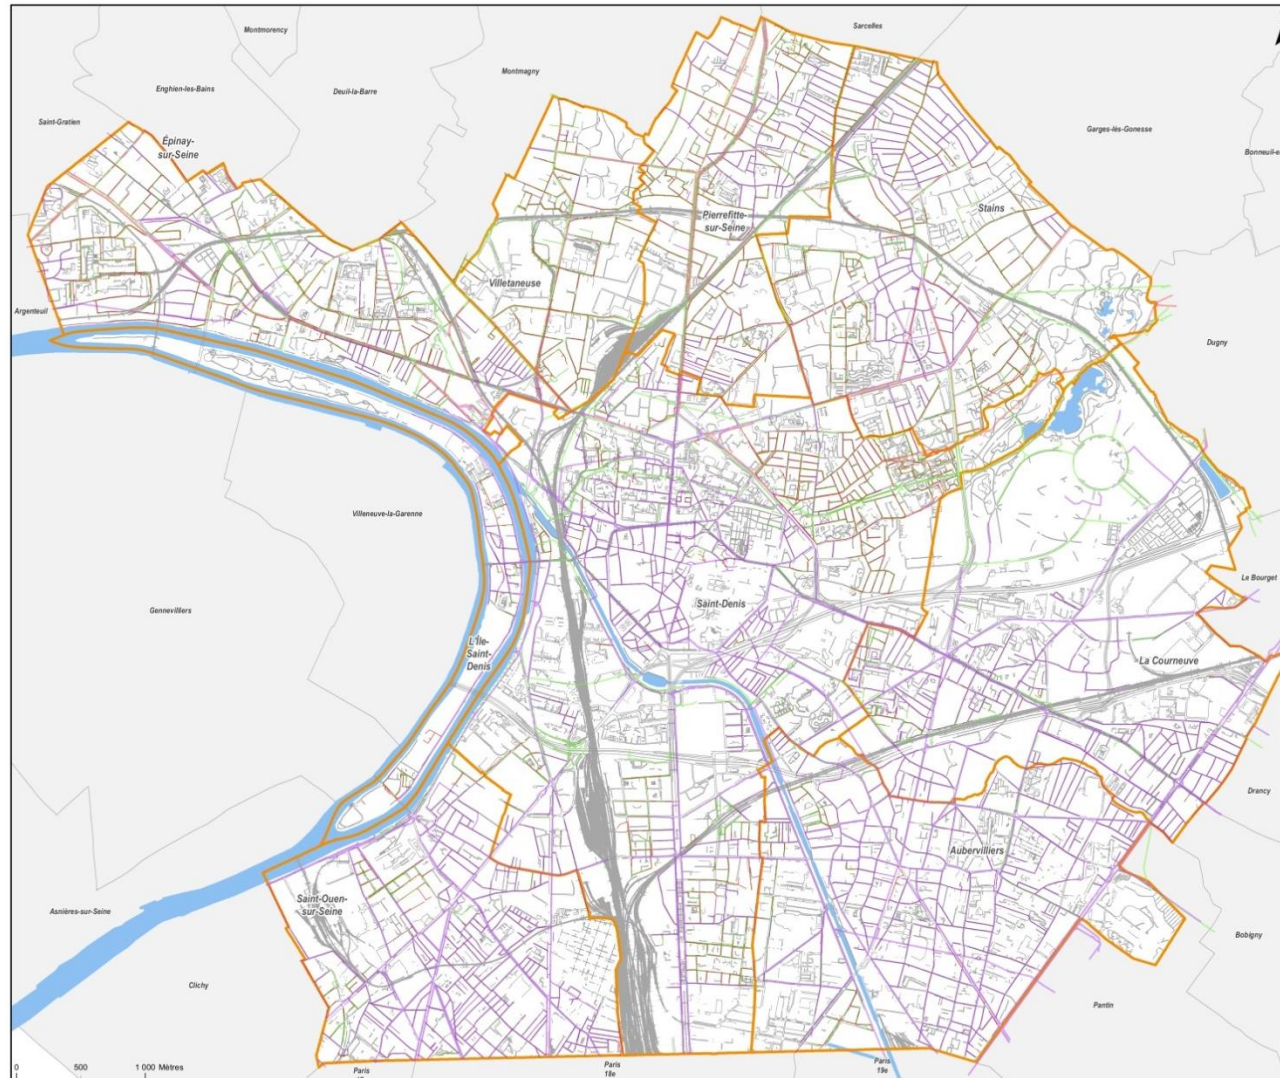 Montmorency
Sarcelles
Montmagny
Enghien-les-Bains
Deuil-la-Barre
Saint-Gratien
Garges-lès-Gonesse
Épinay-
sur-Seine
Stains
Pierrefitte-
sur-Seine
Villetaneuse
Argenteuil
Dugny
Villeneuve-la-Garenne
Le Bourget
Gennevilliers
Saint-Denis
L'Île-
Saint-
Denis
La Courneuve
Drancy
Aubervilliers
Saint-Ouen-
sur-Seine
Asnières-sur-Seine
Bobigny
Clichy
Pantin
0 500 1 000 Mètres
Paris
Paris
18e
Paris
19e